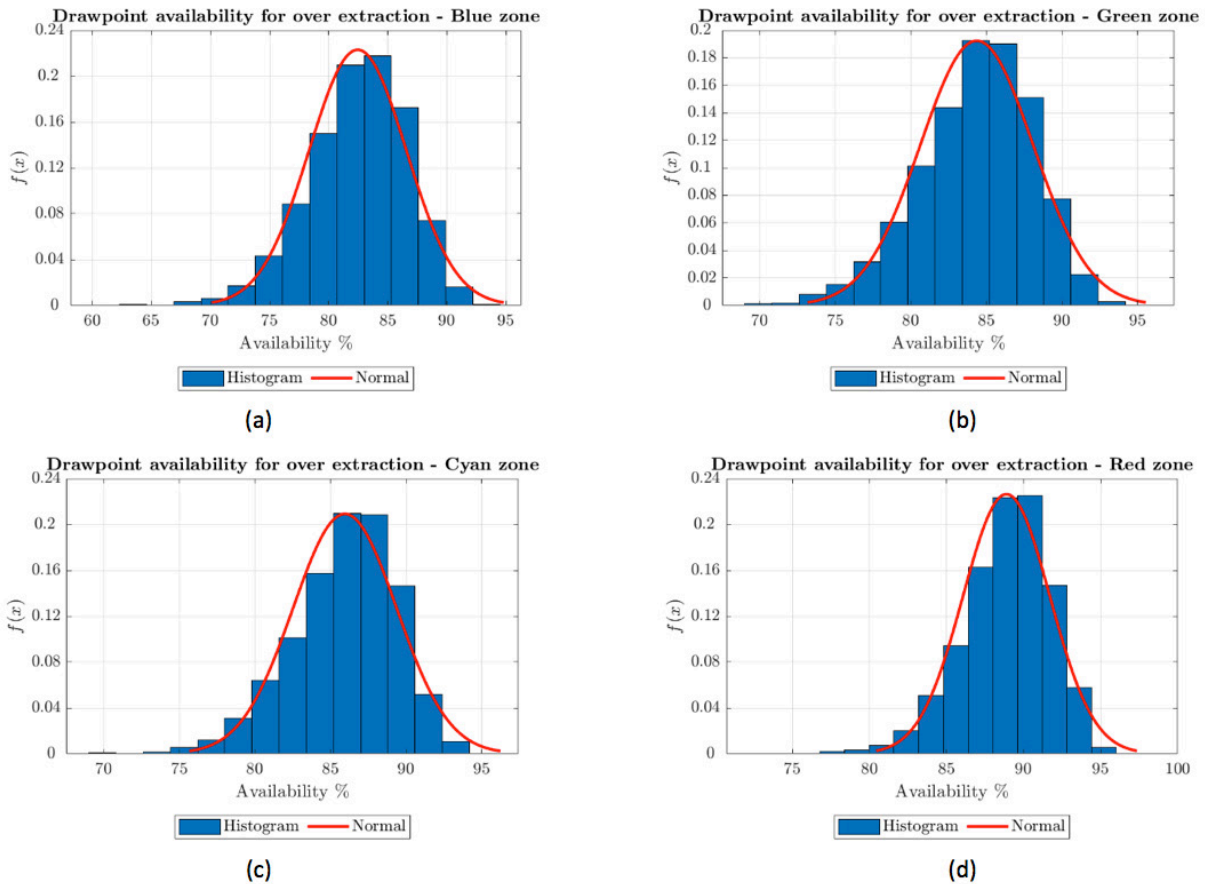 Drawpoint availability for over extraction - Blue zone
0.24
0.2
0.16
0.12
0.08
0.04
0
f(x)
60 65 70 75 80 85 90 95
Availability %
Histogram Normal
(a)
Drawpoint availability for over extraction - Green zone
0.2
0.18
0.16
0.14
0.12
0.1
0.08
0.06
0.04
0.02
0
f(x)
70 75 80 85 90 95
Availability %
Histogram Normal
(b)
Drawpoint availability for over extraction - Cyan zone
0.24
0.2
0.16
0.12
0.08
0.04
0
f(x)
70 75 80 85 90 95
Availability %
Histogram Normal
(c)
Drawpoint availability for over extraction - Red zone
0.24
0.2
0.16
0.12
0.08
0.04
0
f(x)
75 80 85 90 95 100
Availability %
Histogram Normal
(d)